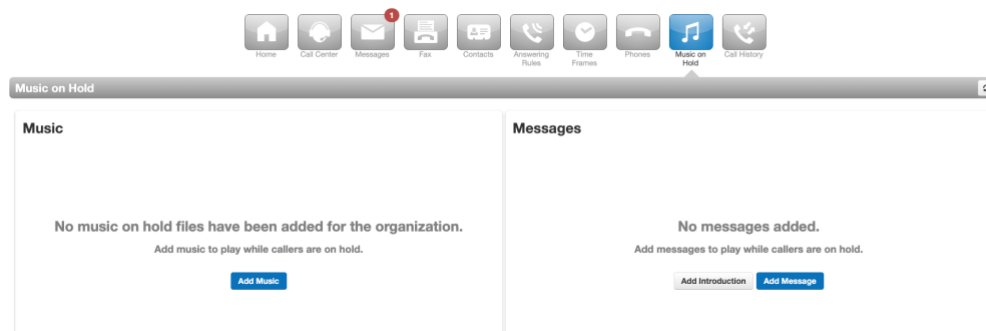 1
Home
Call Center
Messages
Fax
Contacts
Answering
Rules
Time
Frames
Phones
Music on
Hold
Call History
Music on Hold
Music
No music on hold files have been added for the organization.
Add music to play while callers are on hold.
Add Music
Messages
No messages added.
Add messages to play while callers are on hold.
Add Introduction
Add Message